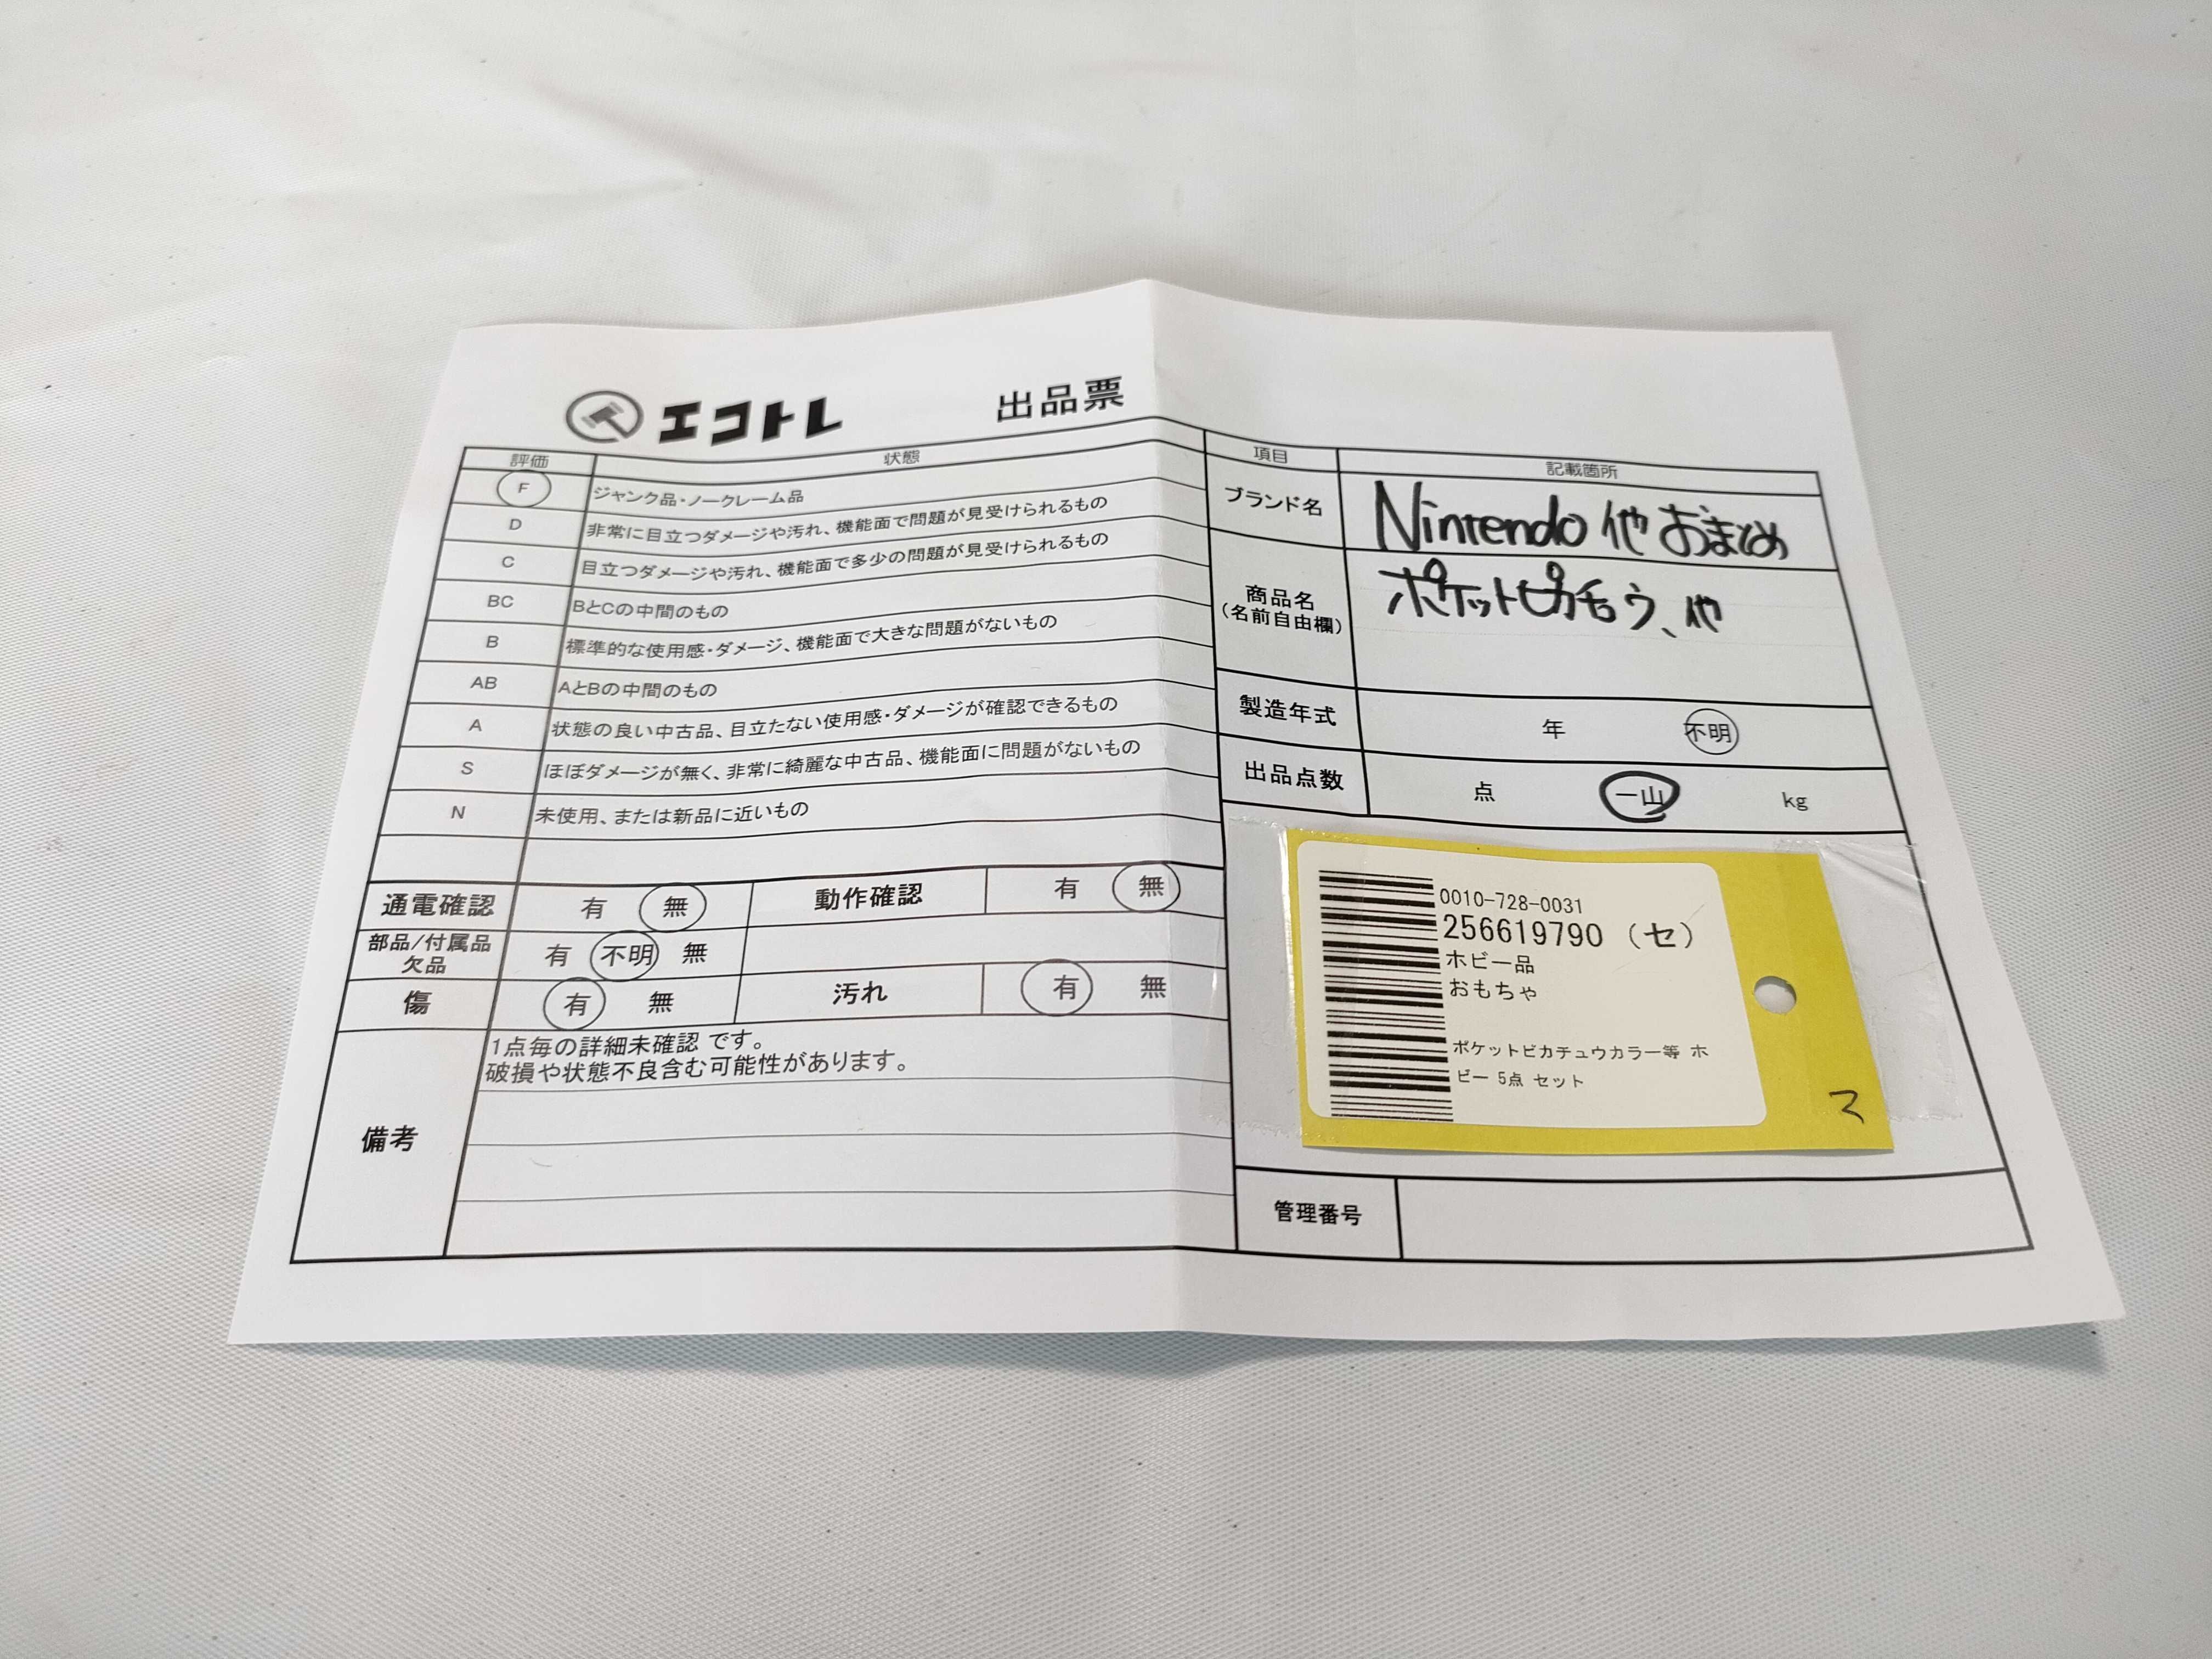 エコトレ 出品票
評価 状態
F ジャンク品・ノークレーム品
D 非常に目立つダメージや汚れ、機能面で問題が見受けられるもの
C 目立つダメージや汚れ、機能面で多少の問題が見受けられるもの
BC BとCの中間のもの
B 標準的な使用感・ダメージ、機能面で大きな問題がないもの
AB AとBの中間のもの
A 状態の良い中古品、目立たない使用感・ダメージが確認できるもの
S ほぼダメージが無く、非常に綺麗な中古品、機能面に問題がないもの
N 未使用、または新品に近いもの
通電確認 有 無 動作確認 有 無
部品/付属品
欠品 有 不明 無
傷 有 無 汚れ 有 無
備考
1点毎の詳細未確認 です。
破損や状態不良含む可能性があります。
項目 記載箇所
ブランド名 Nintendo 他 おまとめ
商品名
(名前自由欄)
ポケットピカチュウ、他
製造年式 年 不明
出品点数 点 一山 kg
0010-728-0031
256619790 (セ)
ホビー品
おもちゃ
ポケットピカチュウカラー等 ホ
ビー 5点 セット
マ
管理番号